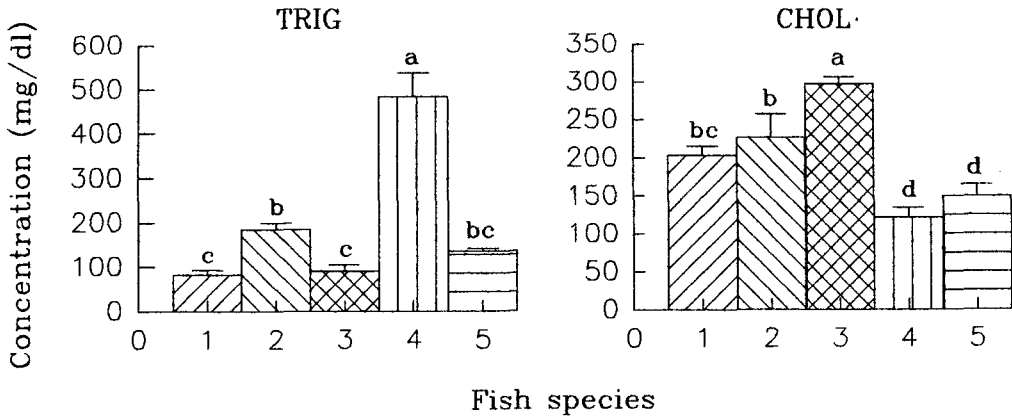 TRIG
CHOL.
Concentration (mg/dl)
600
500
400
300
200
100
0
a
b
c
c
bc
0 1 2 3 4 5
350
300
250
200
150
100
50
0
a
b
bc
d
d
0 1 2 3 4 5
Fish species